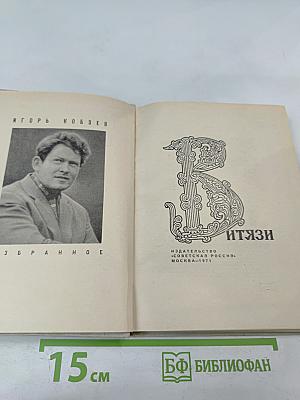 ИГОРЬ КОБЗЕВ
ИЗБРАННОЕ
Витязи
ИЗДАТЕЛЬСТВО
«СОВЕТСКАЯ РОССИЯ»
МОСКВА—1971
15 см
БФ БИБЛИОФАН